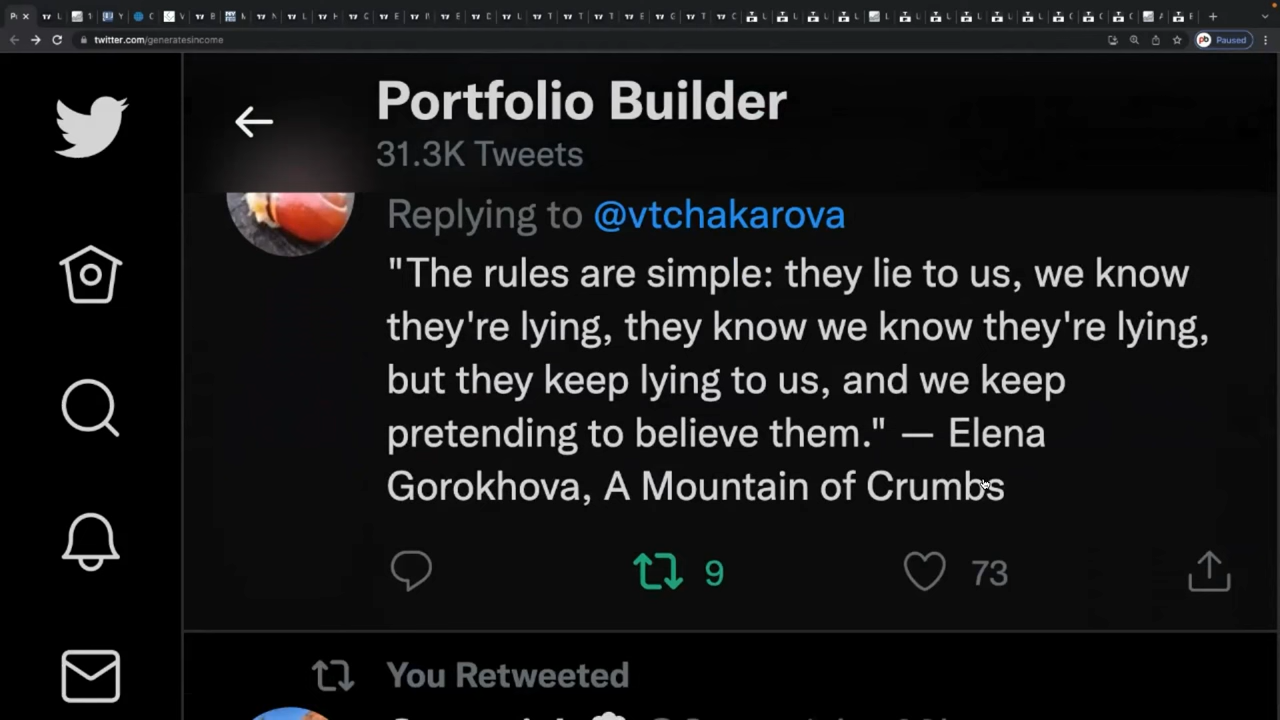 twitter.com/generatesincome
Paused
Portfolio Builder
31.3K Tweets
Replying to @vtchakarova
"The rules are simple: they lie to us, we know
they're lying, they know we know they're lying,
but they keep lying to us, and we keep
pretending to believe them." — Elena
Gorokhova, A Mountain of Crumbs
9
73
You Retweeted